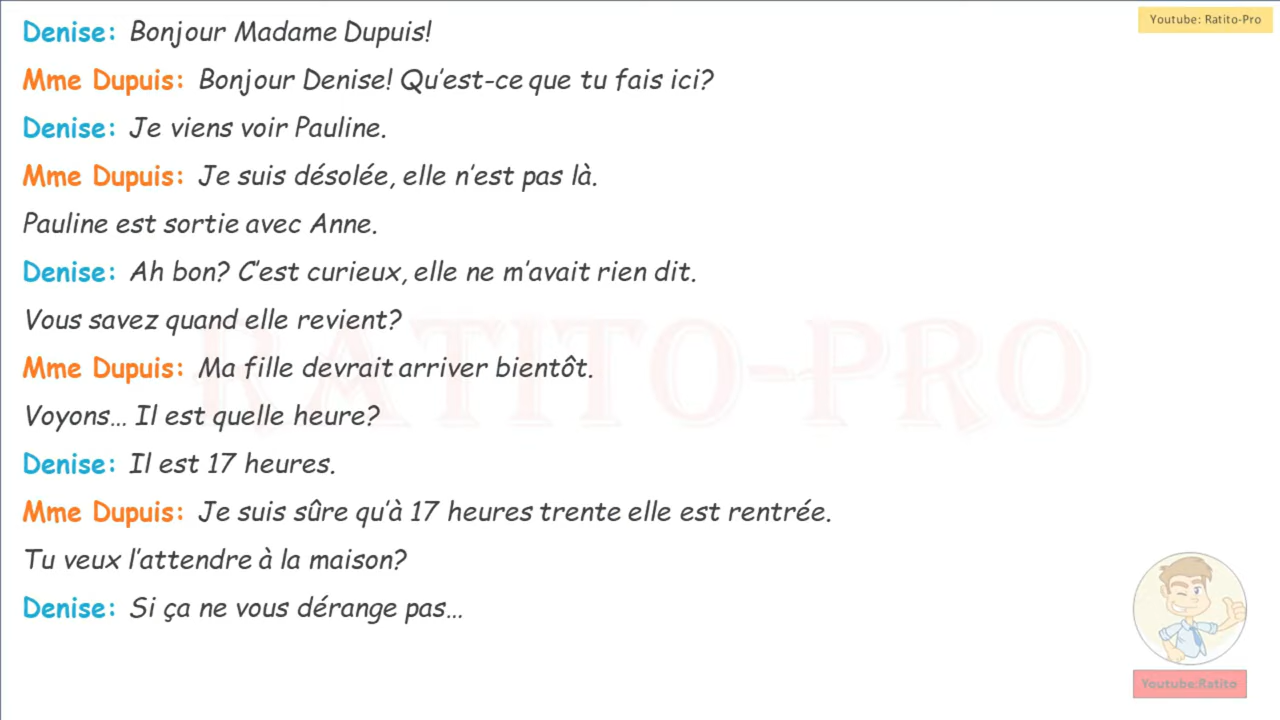 Youtube: Ratito-Pro
Denise: Bonjour Madame Dupuis!
Mme Dupuis: Bonjour Denise! Qu'est-ce que tu fais ici?
Denise: Je viens voir Pauline.
Mme Dupuis: Je suis désolée, elle n'est pas là.
Pauline est sortie avec Anne.
Denise: Ah bon? C'est curieux, elle ne m'avait rien dit.
Vous savez quand elle revient?
RATITO-PRO
Mme Dupuis: Ma fille devrait arriver bientôt.
Voyons... Il est quelle heure?
Denise: Il est 17 heures.
Mme Dupuis: Je suis sûre qu'à 17 heures trente elle est rentrée.
Tu veux l'attendre à la maison?
Denise: Si ça ne vous dérange pas...
Youtube:Ratito